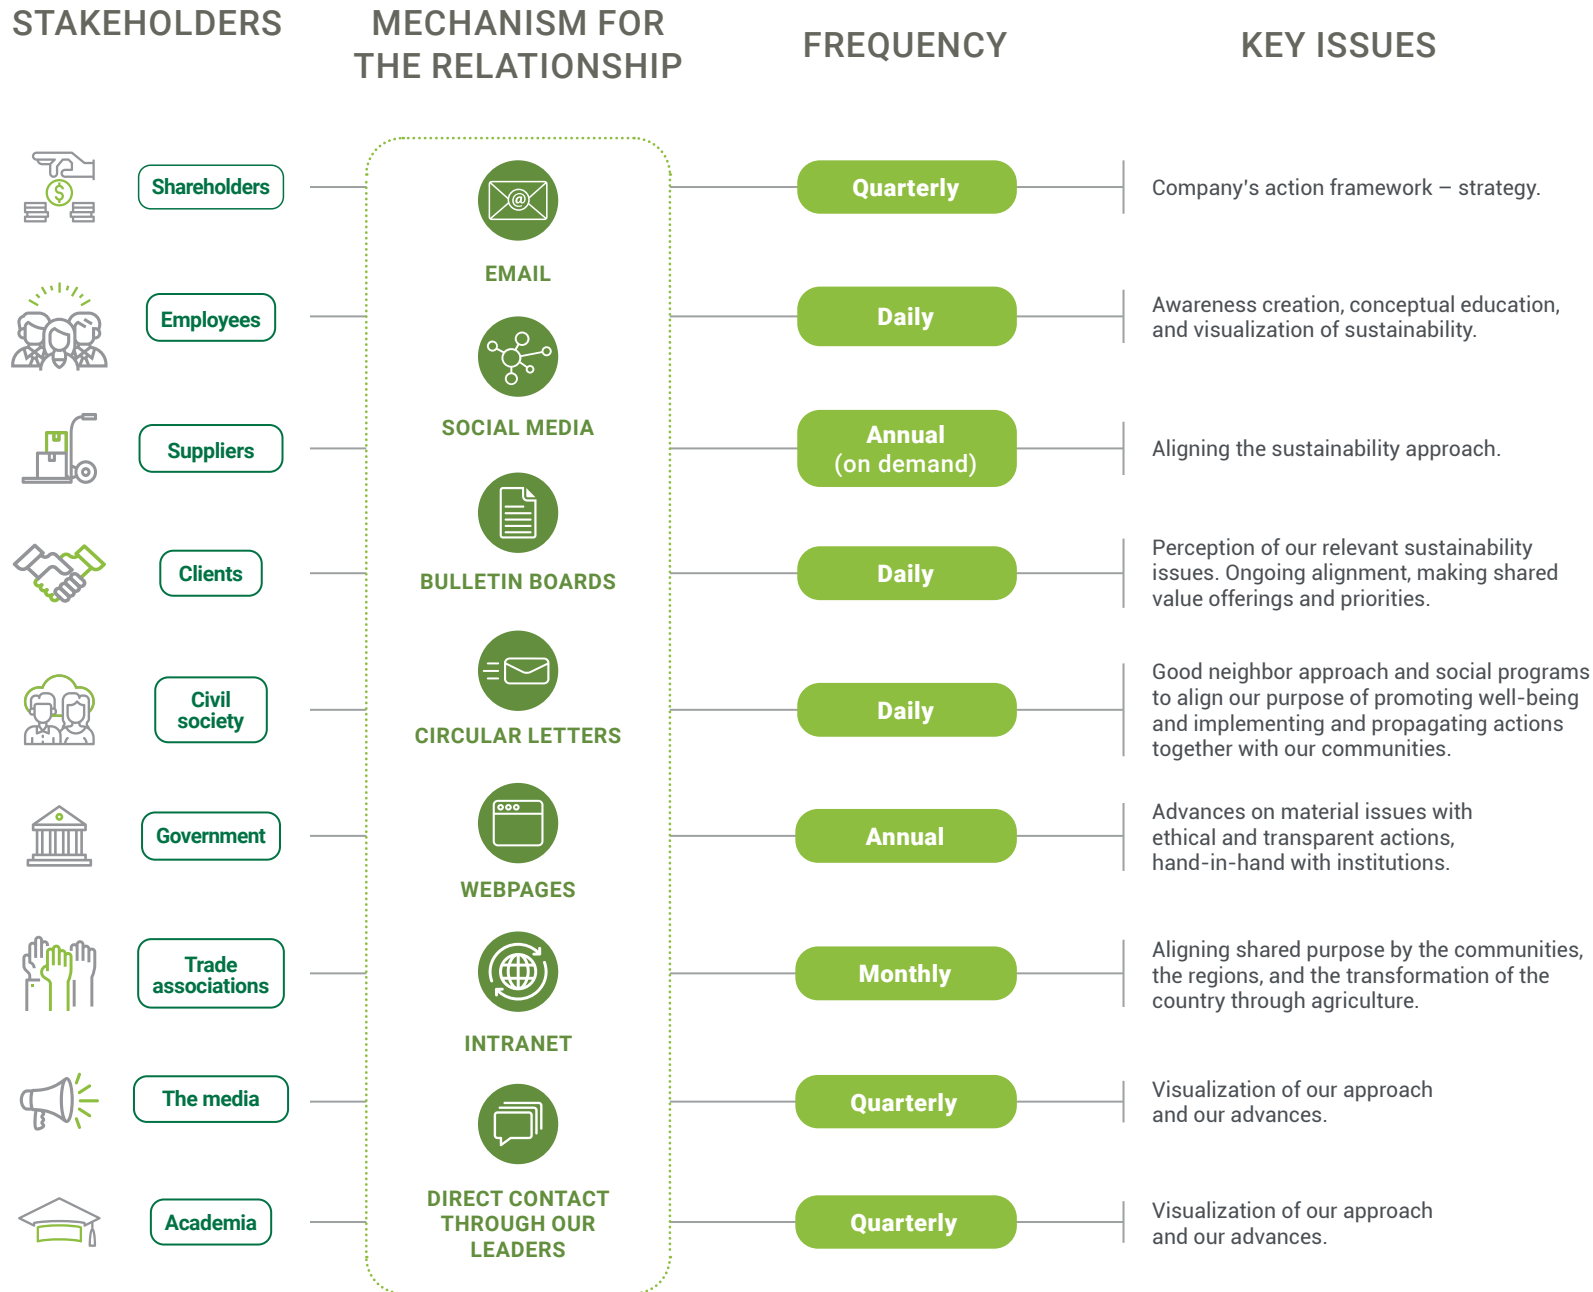 STAKEHOLDERS
MECHANISM FOR
THE RELATIONSHIP
FREQUENCY
KEY ISSUES
Shareholders
Quarterly
Company's action framework – strategy.
Employees
Daily
Awareness creation, conceptual education,
and visualization of sustainability.
Suppliers
Annual
(on demand)
Aligning the sustainability approach.
Clients
Daily
Perception of our relevant sustainability
issues. Ongoing alignment, making shared
value offerings and priorities.
Civil
society
Daily
Good neighbor approach and social programs
to align our purpose of promoting well-being
and implementing and propagating actions
together with our communities.
Government
Annual
Advances on material issues with
ethical and transparent actions,
hand-in-hand with institutions.
Trade
associations
Monthly
Aligning shared purpose by the communities,
the regions, and the transformation of the
country through agriculture.
The media
Quarterly
Visualization of our approach
and our advances.
Academia
Quarterly
Visualization of our approach
and our advances.
$
@
EMAIL
SOCIAL MEDIA
BULLETIN BOARDS
CIRCULAR LETTERS
WEBPAGES
INTRANET
DIRECT CONTACT
THROUGH OUR
LEADERS